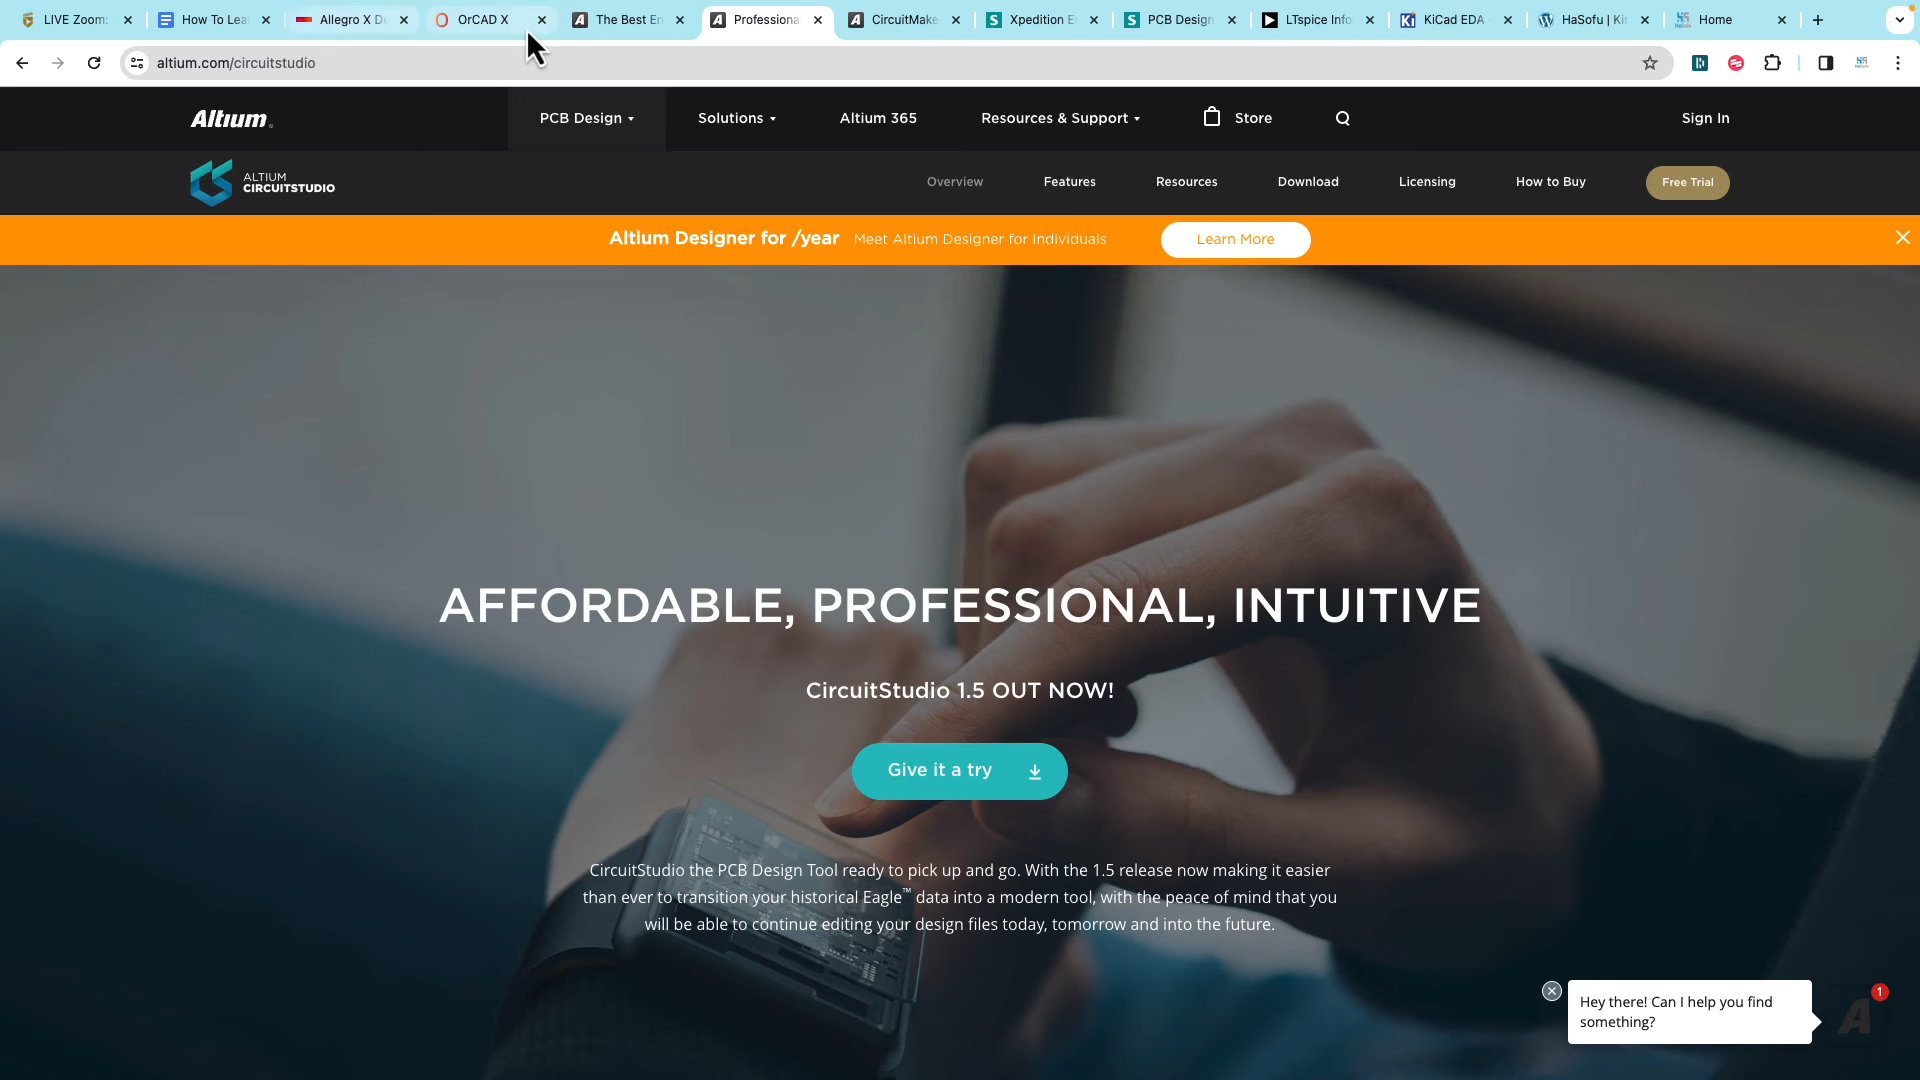 LIVE Zoom:
How To Lea
Allegro X De
OrCAD X
The Best En
Professiona
CircuitMake
Xpedition E
PCB Design
LTspice Info
KiCad EDA
HaSofu | Ki
Home
altium.com/circuitstudio
Altium
PCB Design
Solutions
Altium 365
Resources & Support
Store
Sign In
ALTIUM
CIRCUITSTUDIO
Overview
Features
Resources
Download
Licensing
How to Buy
Free Trial
Altium Designer for /year Meet Altium Designer for Individuals
Learn More
AFFORDABLE, PROFESSIONAL, INTUITIVE
CircuitStudio 1.5 OUT NOW!
Give it a try
CircuitStudio the PCB Design Tool ready to pick up and go. With the 1.5 release now making it easier
than ever to transition your historical Eagle™ data into a modern tool, with the peace of mind that you
will be able to continue editing your design files today, tomorrow and into the future.
Hey there! Can I help you find
something?
1